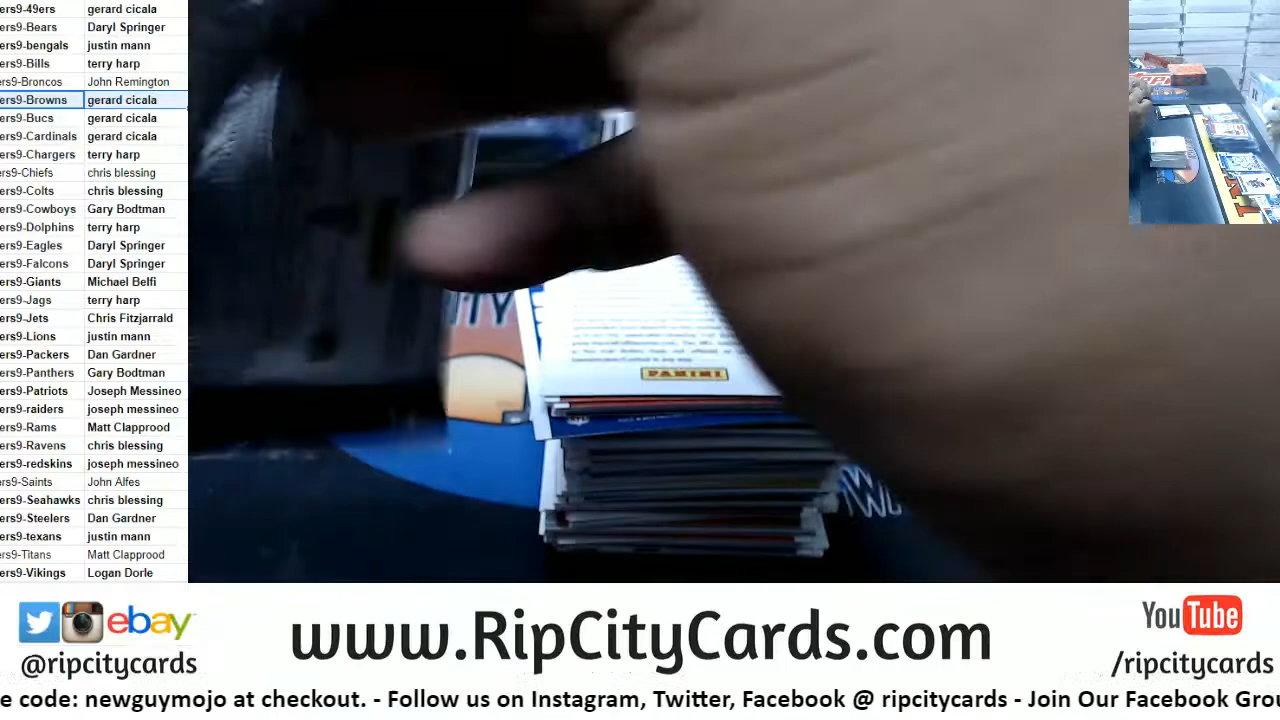 ers9-49ers gerard cicala
ers9-Bears Daryl Springer
ers9-bengals justin mann
ers9-Bills terry harp
ers9-Broncos John Remington
ers9-Browns gerard cicala
ers9-Bucs gerard cicala
ers9-Cardinals gerard cicala
ers9-Chargers terry harp
ers9-Chiefs chris blessing
ers9-Colts chris blessing
ers9-Cowboys Gary Bodtman
ers9-Dolphins terry harp
ers9-Eagles Daryl Springer
ers9-Falcons Daryl Springer
ers9-Giants Michael Belfi
ers9-Jags terry harp
ers9-Jets Chris Fitzjarrald
ers9-Lions justin mann
ers9-Packers Dan Gardner
ers9-Panthers Gary Bodtman
ers9-Patriots Joseph Messineo
ers9-raiders joseph messineo
ers9-Rams Matt Clapprood
ers9-Ravens chris blessing
ers9-redskins joseph messineo
ers9-Saints John Alfes
ers9-Seahawks chris blessing
ers9-Steelers Dan Gardner
ers9-texans justin mann
ers9-Titans Matt Clapprood
ers9-Vikings Logan Dorle
ITY
PANINI
ebay
@ripcitycards
www.RipCityCards.com
YouTube
/ripcitycards
e code: newguymojo at checkout. - Follow us on Instagram, Twitter, Facebook @ ripcitycards - Join Our Facebook Grou